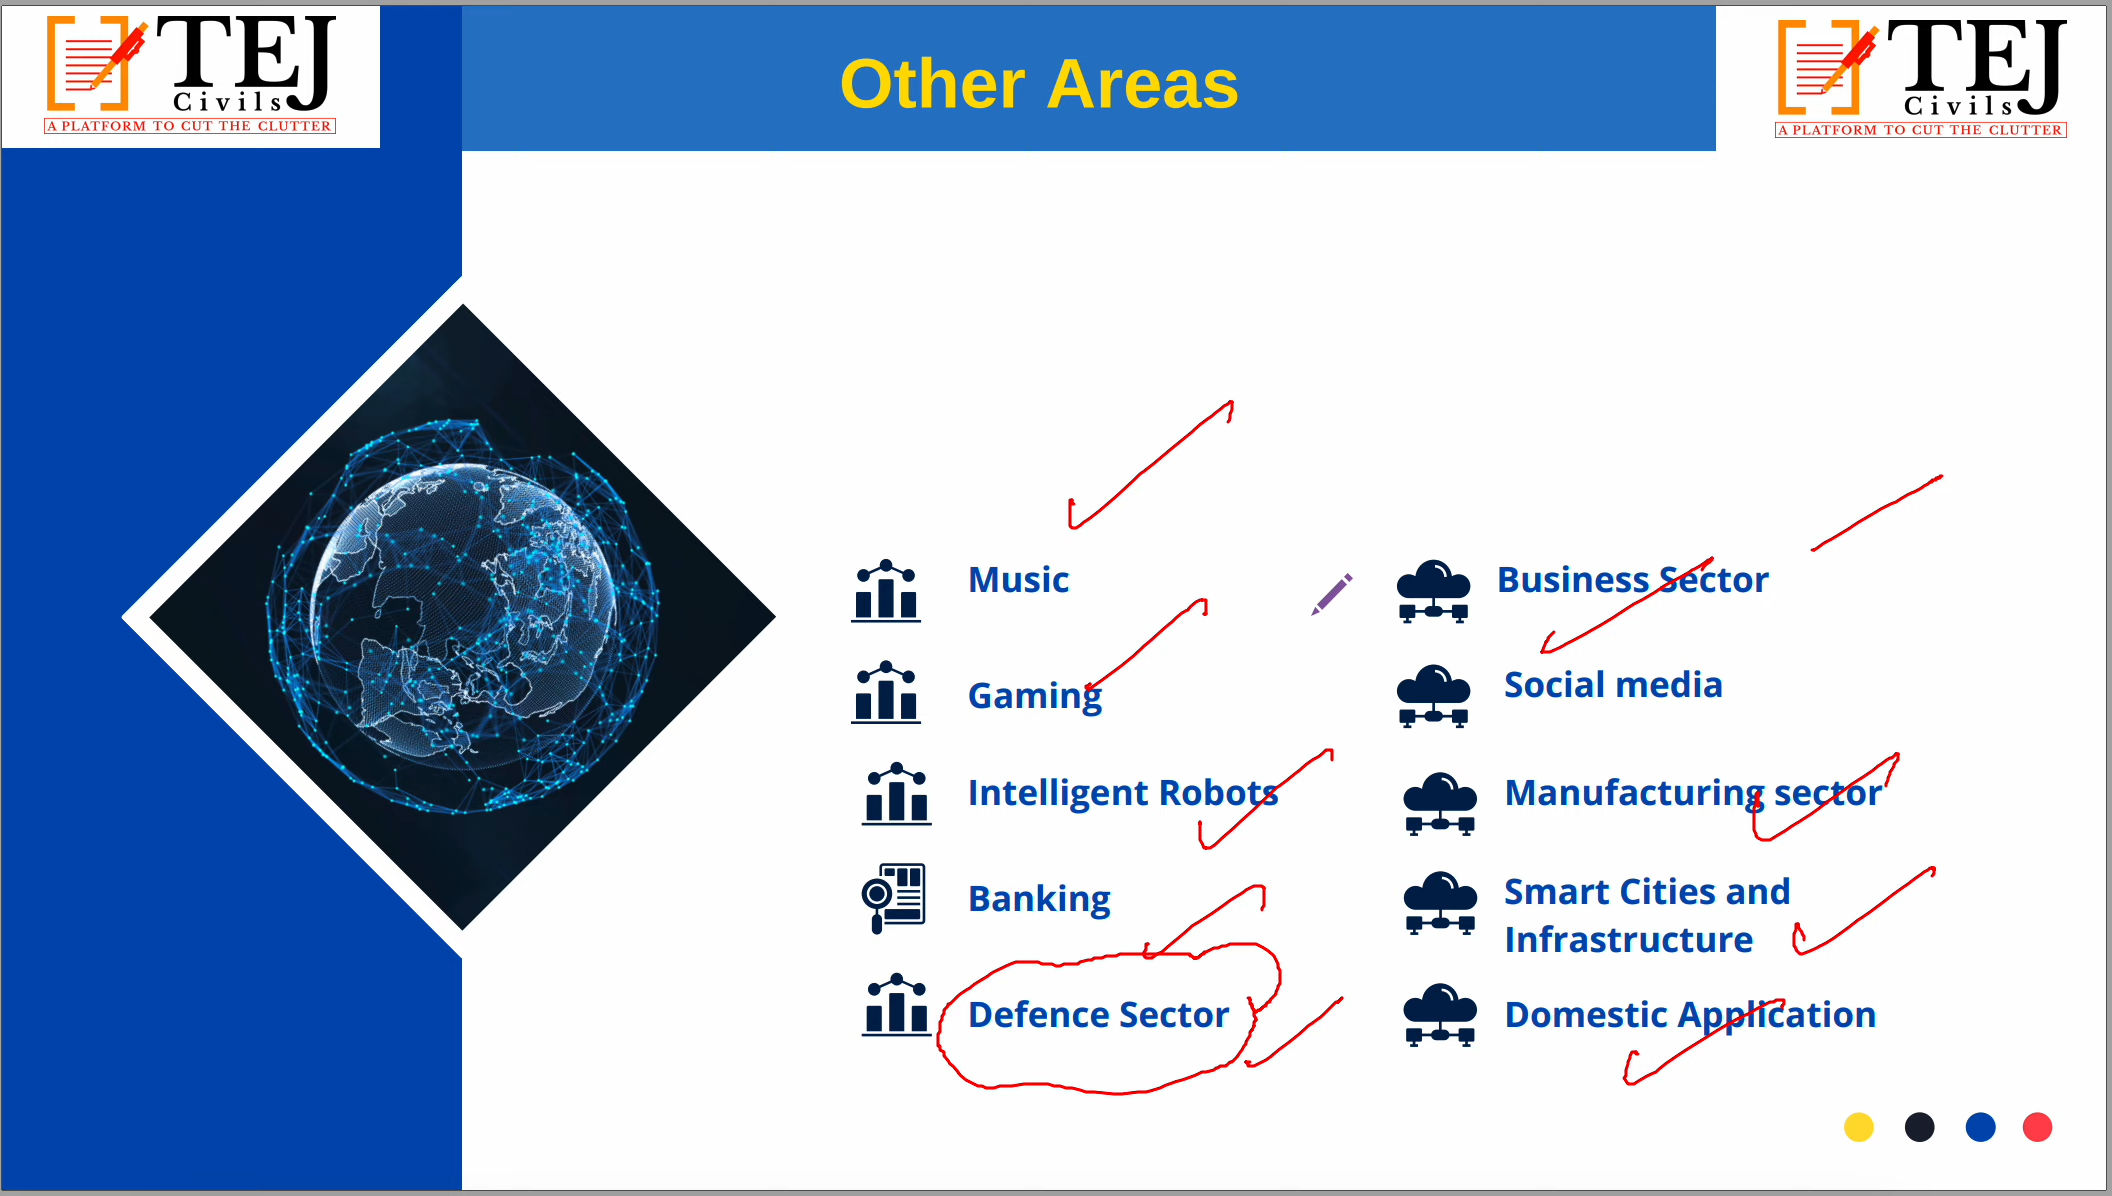 TEJ
Civils
A PLATFORM TO CUT THE CLUTTER
Other Areas
TEJ
Civils
A PLATFORM TO CUT THE CLUTTER
Music
Gaming
Intelligent Robots
Banking
Defence Sector
Business Sector
Social media
Manufacturing sector
Smart Cities and
Infrastructure
Domestic Application